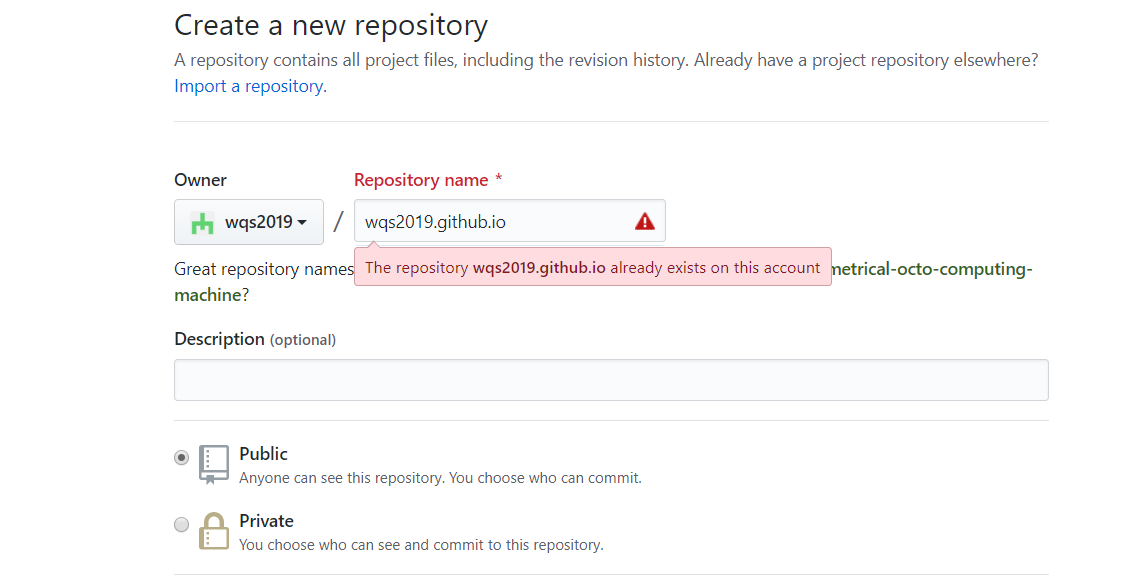 Create a new repository
A repository contains all project files, including the revision history. Already have a project repository elsewhere?
Import a repository.
Owner
Repository name *
wqs2019
/
wqs2019.github.io
The repository wqs2019.github.io already exists on this account
Great repository names
metrical-octo-computing-
machine?
Description (optional)
Public
Anyone can see this repository. You choose who can commit.
Private
You choose who can see and commit to this repository.